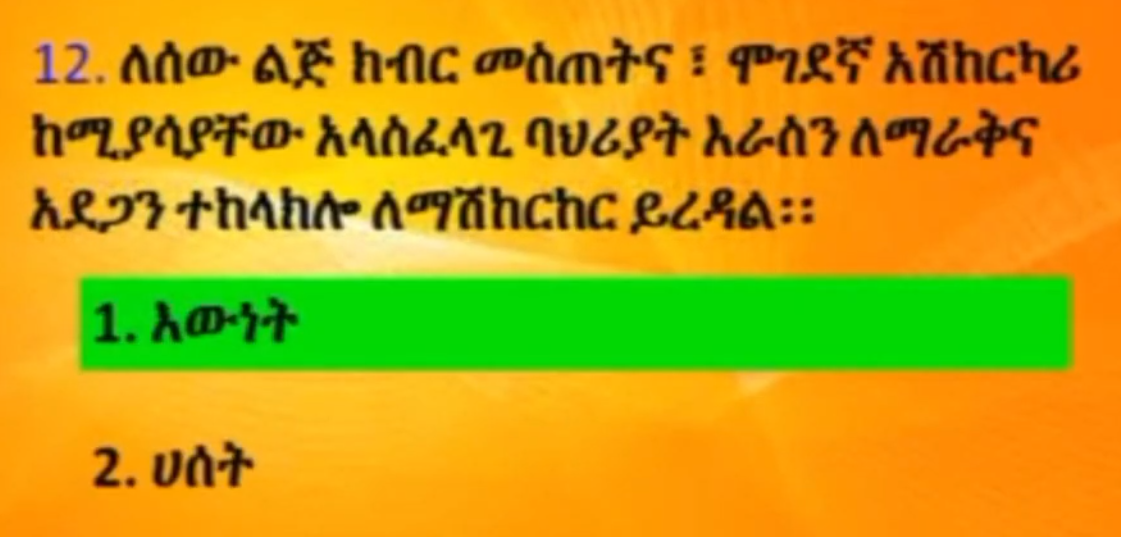 12. ለሰው ልጅ ክብር መስጠትና ፣ ሞገደኛ አሽከርካሪ
ከሚያሳያቸው አላስፈላጊ ባህሪያት እራስን ለማራቅና
አደጋን ተከላክሎ ለማሽከርከር ይረዳል፡፡
1. እውነት
2. ሀሰት